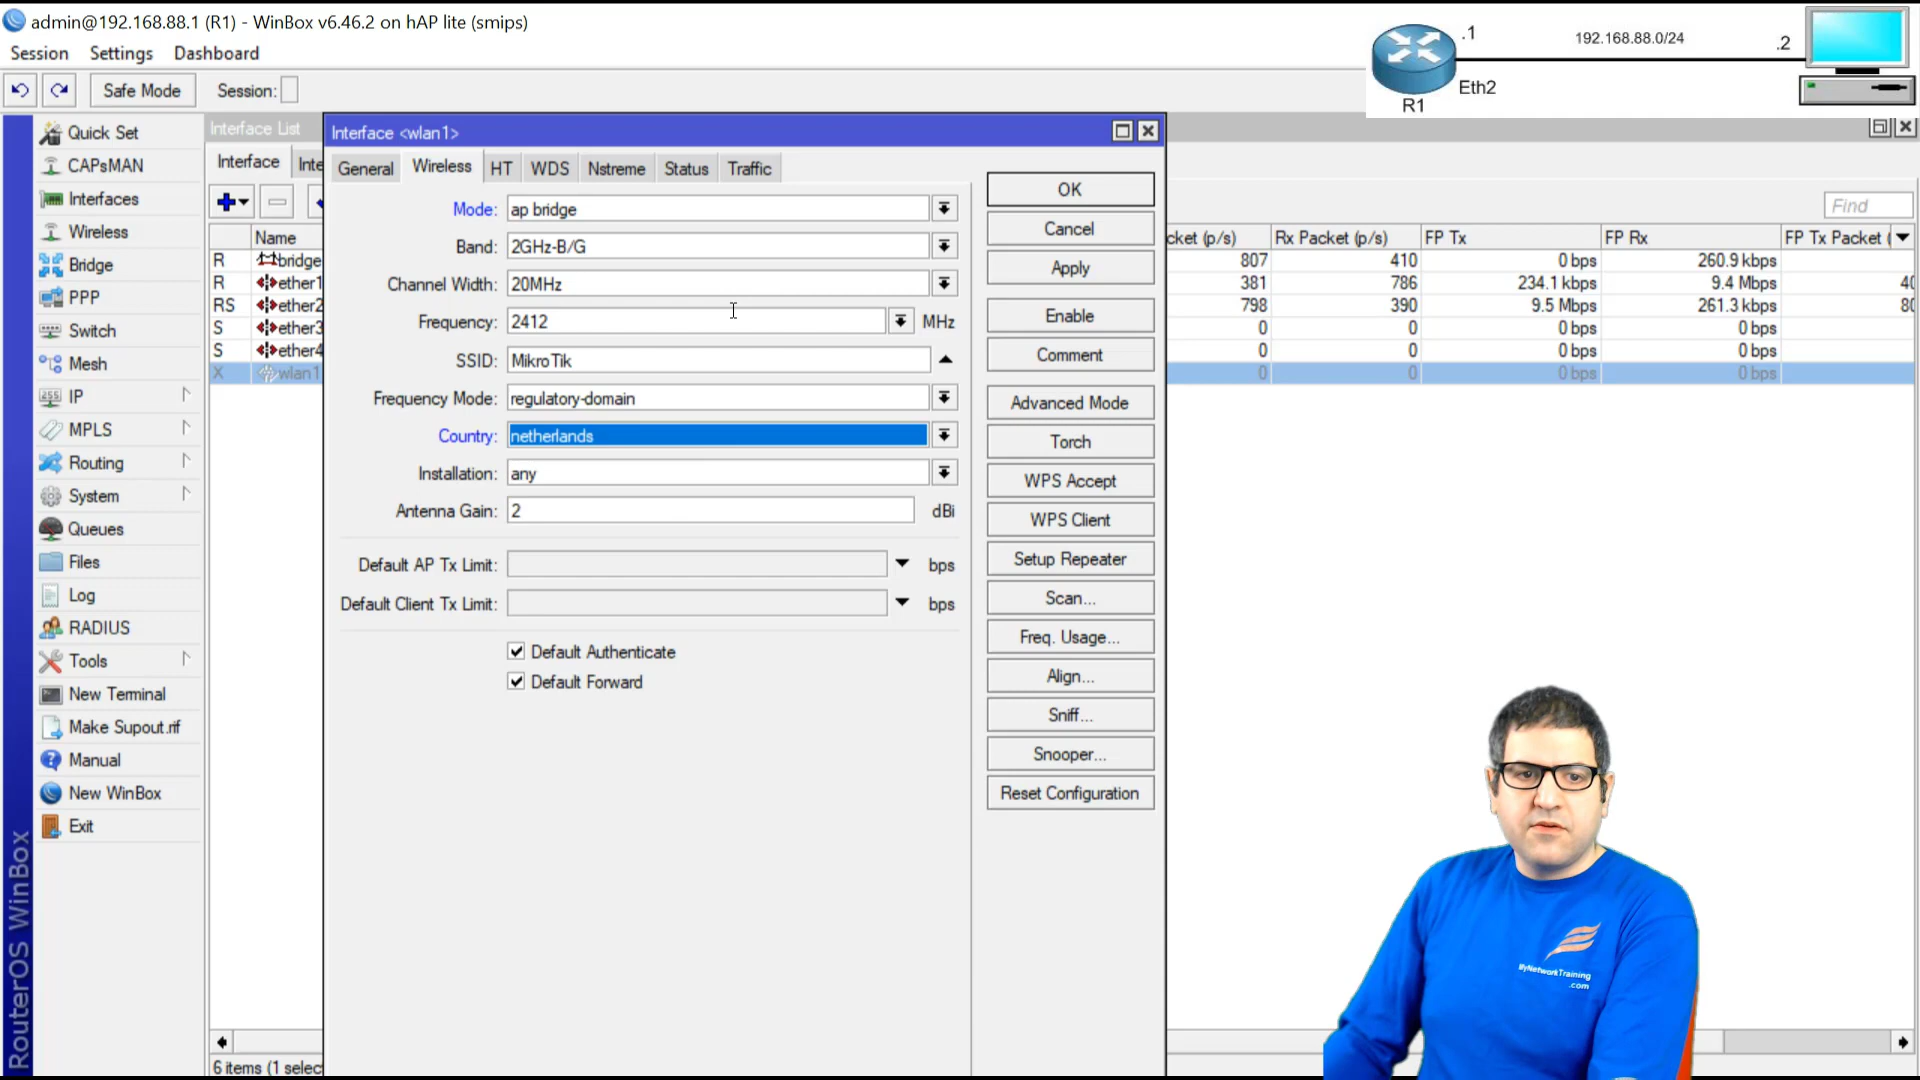 admin@192.168.88.1 (R1) - WinBox v6.46.2 on hAP lite (smips)
Session Settings Dashboard
Safe Mode Session:
.1 192.168.88.0/24 .2
Eth2
R1
RouterOS WinBox
Quick Set
CAPsMAN
Interfaces
Wireless
Bridge
PPP
Switch
Mesh
IP
MPLS
Routing
System
Queues
Files
Log
RADIUS
Tools
New Terminal
Make Supout.rif
Manual
New WinBox
Exit
Interface List
Interface Inte
Find
Name
R bridge
R ether1
RS ether2
S ether3
S ether4
X wlan1
6 items (1 selec
Interface <wlan1>
General Wireless HT WDS Nstreme Status Traffic
Mode: ap bridge
Band: 2GHz-B/G
Channel Width: 20MHz
Frequency: 2412 MHz
SSID: MikroTik
Frequency Mode: regulatory-domain
Country: netherlands
Installation: any
Antenna Gain: 2 dBi
Default AP Tx Limit: bps
Default Client Tx Limit: bps
Default Authenticate
Default Forward
OK
Cancel
Apply
Enable
Comment
Advanced Mode
Torch
WPS Accept
WPS Client
Setup Repeater
Scan...
Freq. Usage...
Align...
Sniff...
Snooper...
Reset Configuration
cket (p/s) Rx Packet (p/s) FP Tx FP Rx FP Tx Packet (
807 410 0 bps 260.9 kbps
381 786 234.1 kbps 9.4 Mbps 40
798 390 9.5 Mbps 261.3 kbps 80
0 0 0 bps 0 bps
0 0 0 bps 0 bps
0 0 0 bps 0 bps
MyNetworkTraining
.com